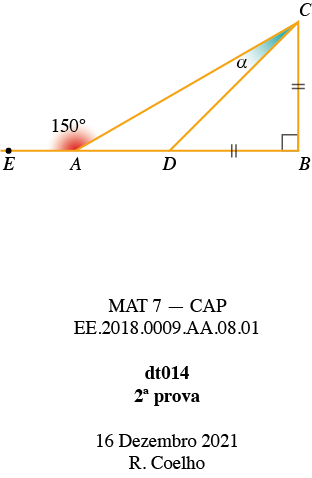 C
α
150°
E A D B
MAT 7 — CAP
EE.2018.0009.AA.08.01
dt014
2ª prova
16 Dezembro 2021
R. Coelho